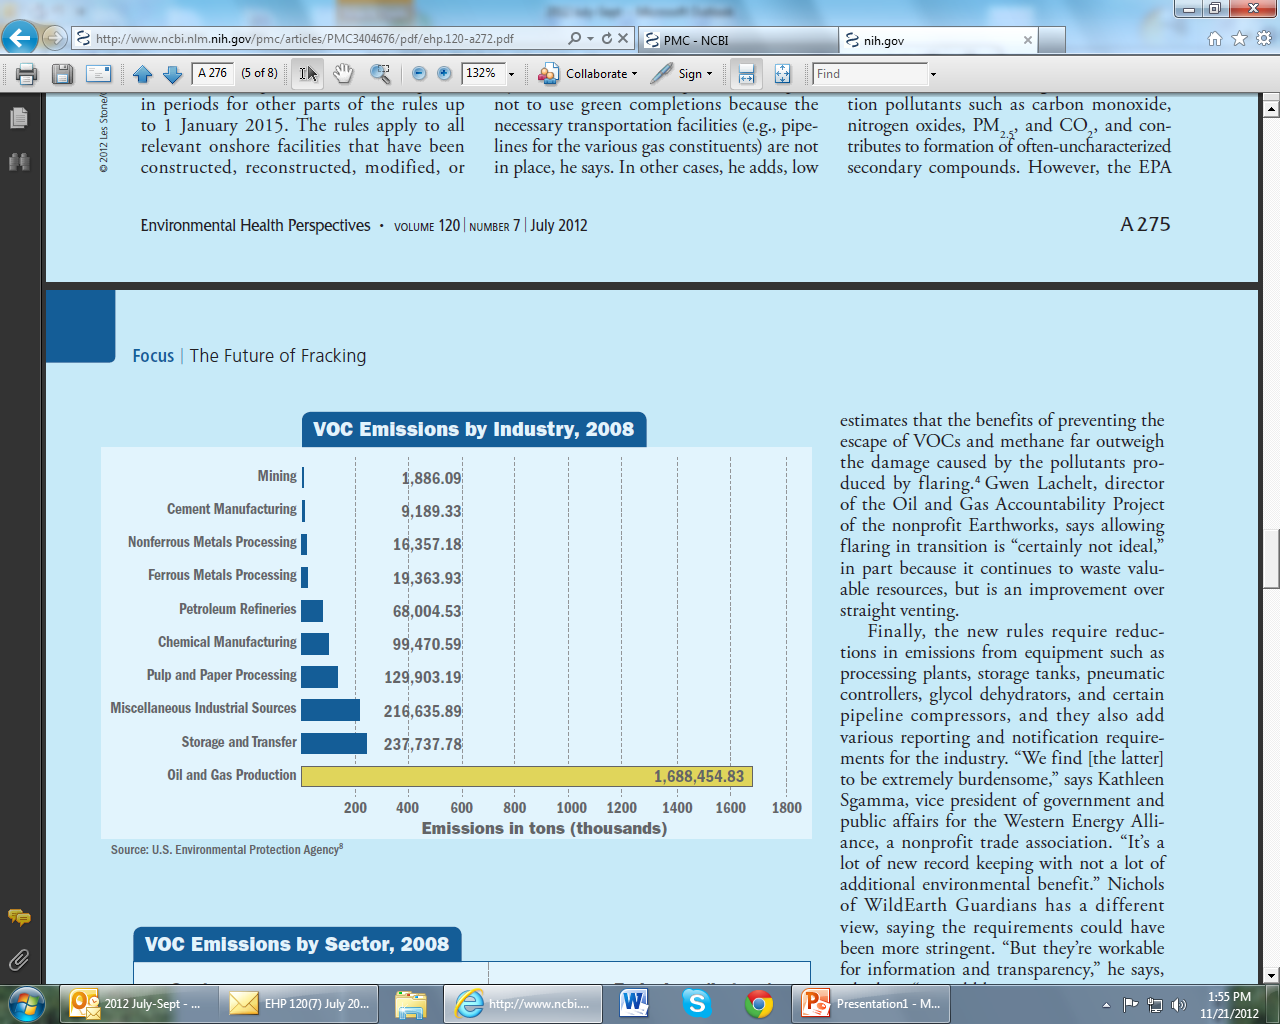 2012 July-Sept - Microsoft Outlook
http://www.ncbi.nlm.nih.gov/pmc/articles/PMC3404676/pdf/ehp.120-a272.pdf
PMC - NCBI
nih.gov
A 276
(5 of 8)
132%
Collaborate
Sign
Find
© 2012 Les Stone/
in periods for other parts of the rules up
to 1 January 2015. The rules apply to all
relevant onshore facilities that have been
constructed, reconstructed, modified, or
not to use green completions because the
necessary transportation facilities (e.g., pipe-
lines for the various gas constituents) are not
in place, he says. In other cases, he adds, low
tion pollutants such as carbon monoxide,
nitrogen oxides, PM2.5, and CO2, and con-
tributes to formation of often-uncharacterized
secondary compounds. However, the EPA
Environmental Health Perspectives • VOLUME 120 | NUMBER 7 | July 2012
A 275
Focus | The Future of Fracking
VOC Emissions by Industry, 2008
Mining 1,886.09
Cement Manufacturing 9,189.33
Nonferrous Metals Processing 16,357.18
Ferrous Metals Processing 19,363.93
Petroleum Refineries 68,004.53
Chemical Manufacturing 99,470.59
Pulp and Paper Processing 129,903.19
Miscellaneous Industrial Sources 216,635.89
Storage and Transfer 237,737.78
Oil and Gas Production 1,688,454.83
200 400 600 800 1000 1200 1400 1600 1800
Emissions in tons (thousands)
Source: U.S. Environmental Protection Agency8
VOC Emissions by Sector, 2008
estimates that the benefits of preventing the
escape of VOCs and methane far outweigh
the damage caused by the pollutants pro-
duced by flaring.4 Gwen Lachelt, director
of the Oil and Gas Accountability Project
of the nonprofit Earthworks, says allowing
flaring in transition is “certainly not ideal,”
in part because it continues to waste valu-
able resources, but is an improvement over
straight venting.
Finally, the new rules require reduc-
tions in emissions from equipment such as
processing plants, storage tanks, pneumatic
controllers, glycol dehydrators, and certain
pipeline compressors, and they also add
various reporting and notification require-
ments for the industry. “We find [the latter]
to be extremely burdensome,” says Kathleen
Sgamma, vice president of government and
public affairs for the Western Energy Alli-
ance, a nonprofit trade association. “It’s a
lot of new record keeping with not a lot of
additional environmental benefit.” Nichols
of WildEarth Guardians has a different
view, saying the requirements could have
been more stringent. “But they’re workable
for information and transparency,” he says,
2012 July-Sept - ...
EHP 120(7) July 20...
http://www.ncbi....
Presentation1 - M...
1:55 PM
11/21/2012